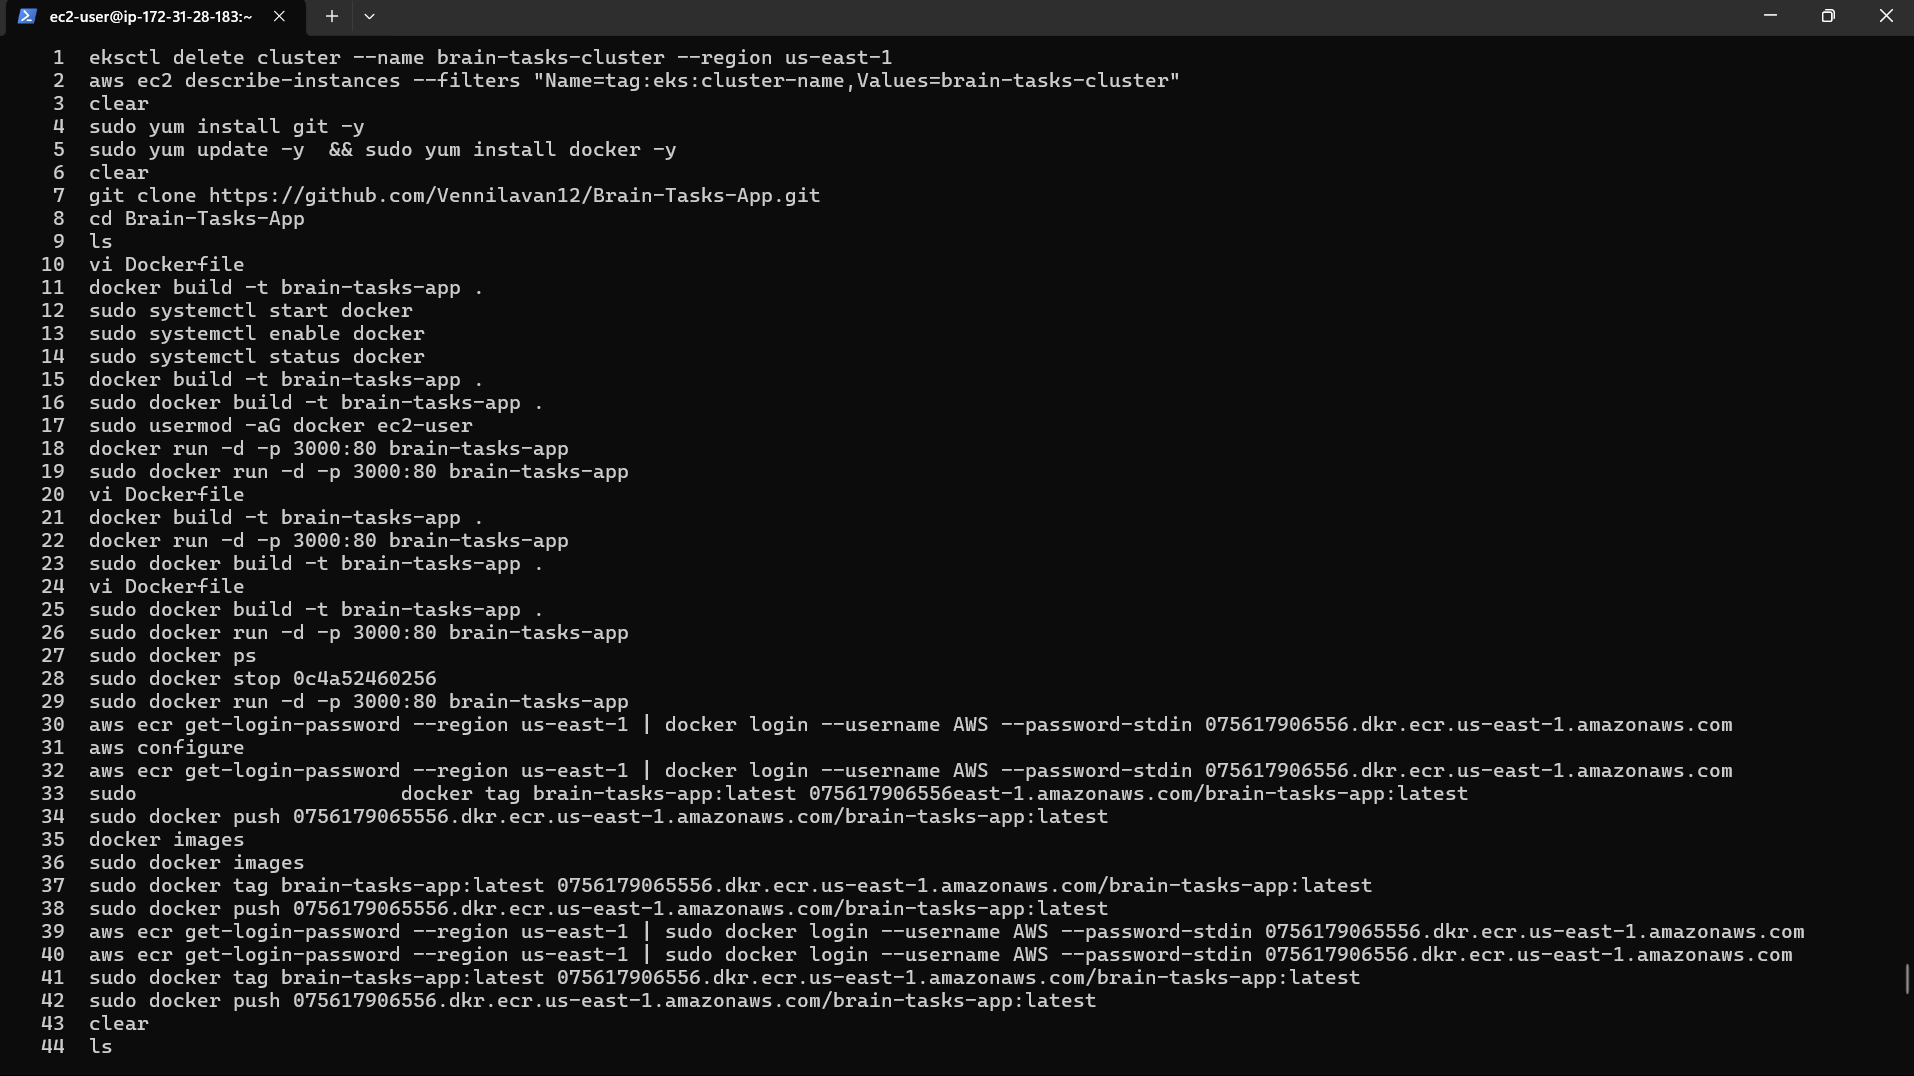 ec2-user@ip-172-31-28-183:~
1 eksctl delete cluster --name brain-tasks-cluster --region us-east-1
2 aws ec2 describe-instances --filters "Name=tag:eks:cluster-name,Values=brain-tasks-cluster"
3 clear
4 sudo yum install git -y
5 sudo yum update -y  && sudo yum install docker -y
6 clear
7 git clone https://github.com/Vennilavan12/Brain-Tasks-App.git
8 cd Brain-Tasks-App
9 ls
10 vi Dockerfile
11 docker build -t brain-tasks-app .
12 sudo systemctl start docker
13 sudo systemctl enable docker
14 sudo systemctl status docker
15 docker build -t brain-tasks-app .
16 sudo docker build -t brain-tasks-app .
17 sudo usermod -aG docker ec2-user
18 docker run -d -p 3000:80 brain-tasks-app
19 sudo docker run -d -p 3000:80 brain-tasks-app
20 vi Dockerfile
21 docker build -t brain-tasks-app .
22 docker run -d -p 3000:80 brain-tasks-app
23 sudo docker build -t brain-tasks-app .
24 vi Dockerfile
25 sudo docker build -t brain-tasks-app .
26 sudo docker run -d -p 3000:80 brain-tasks-app
27 sudo docker ps
28 sudo docker stop 0c4a52460256
29 sudo docker run -d -p 3000:80 brain-tasks-app
30 aws ecr get-login-password --region us-east-1 | docker login --username AWS --password-stdin 075617906556.dkr.ecr.us-east-1.amazonaws.com
31 aws configure
32 aws ecr get-login-password --region us-east-1 | docker login --username AWS --password-stdin 075617906556.dkr.ecr.us-east-1.amazonaws.com
33 sudo                      docker tag brain-tasks-app:latest 075617906556east-1.amazonaws.com/brain-tasks-app:latest
34 sudo docker push 0756179065556.dkr.ecr.us-east-1.amazonaws.com/brain-tasks-app:latest
35 docker images
36 sudo docker images
37 sudo docker tag brain-tasks-app:latest 0756179065556.dkr.ecr.us-east-1.amazonaws.com/brain-tasks-app:latest
38 sudo docker push 0756179065556.dkr.ecr.us-east-1.amazonaws.com/brain-tasks-app:latest
39 aws ecr get-login-password --region us-east-1 | sudo docker login --username AWS --password-stdin 0756179065556.dkr.ecr.us-east-1.amazonaws.com
40 aws ecr get-login-password --region us-east-1 | sudo docker login --username AWS --password-stdin 075617906556.dkr.ecr.us-east-1.amazonaws.com
41 sudo docker tag brain-tasks-app:latest 075617906556.dkr.ecr.us-east-1.amazonaws.com/brain-tasks-app:latest
42 sudo docker push 075617906556.dkr.ecr.us-east-1.amazonaws.com/brain-tasks-app:latest
43 clear
44 ls